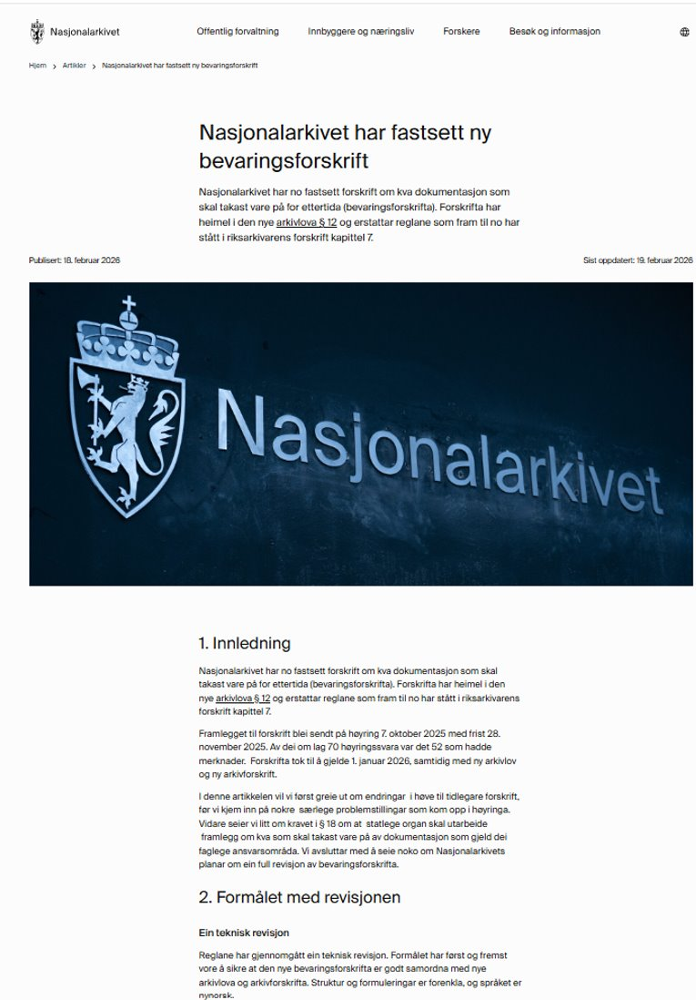 Nasjonalarkivet
Offentlig forvaltning
Innbyggere og næringsliv
Forskere
Besøk og informasjon
Hjem > Artikler > Nasjonalarkivet har fastsett ny bevaringsforskrift
Nasjonalarkivet har fastsett ny
bevaringsforskrift
Nasjonalarkivet har no fastsett forskrift om kva dokumentasjon som
skal takast vare på for ettertida (bevaringsforskrifta). Forskrifta har
heimel i den nye arkivlova § 12 og erstattar reglane som fram til no har
stått i riksarkivarens forskrift kapittel 7.
Publisert: 18. februar 2026
Sist oppdatert: 19. februar 2026
Nasjonalarkivet
1. Innledning
Nasjonalarkivet har no fastsett forskrift om kva dokumentasjon som skal
takast vare på for ettertida (bevaringsforskrifta). Forskrifta har heimel i den
nye arkivlova § 12 og erstattar reglane som fram til no har stått i riksarkivarens
forskrift kapittel 7.
Framlegget til forskrift blei sendt på høyring 7. oktober 2025 med frist 28.
november 2025. Av dei om lag 70 høyringssvara var det 52 som hadde
merknader. Forskrifta tok til å gjelde 1. januar 2026, samtidig med ny arkivlov
og ny arkivforskrift.
I denne artikkelen vil vi først greie ut om endringar i høve til tidlegare forskrift,
før vi kjem inn på nokre særlege problemstillingar som kom opp i høyringa.
Vidare seier vi litt om kravet i § 18 om at statlege organ skal utarbeide
framlegg om kva som skal takast vare på av dokumentasjon som gjeld dei
faglege ansvarsområda. Vi avsluttar med å seie noko om Nasjonalarkivets
planar om ein full revisjon av bevaringsforskrifta.
2. Formålet med revisjonen
Ein teknisk revisjon
Reglane har gjennomgått ein teknisk revisjon. Formålet har først og fremst
vore å sikre at den nye bevaringsforskrifta er godt samordna med nye
arkivlova og arkivforskrifta. Struktur og formuleringar er forenkla, og språket er
nynorsk.